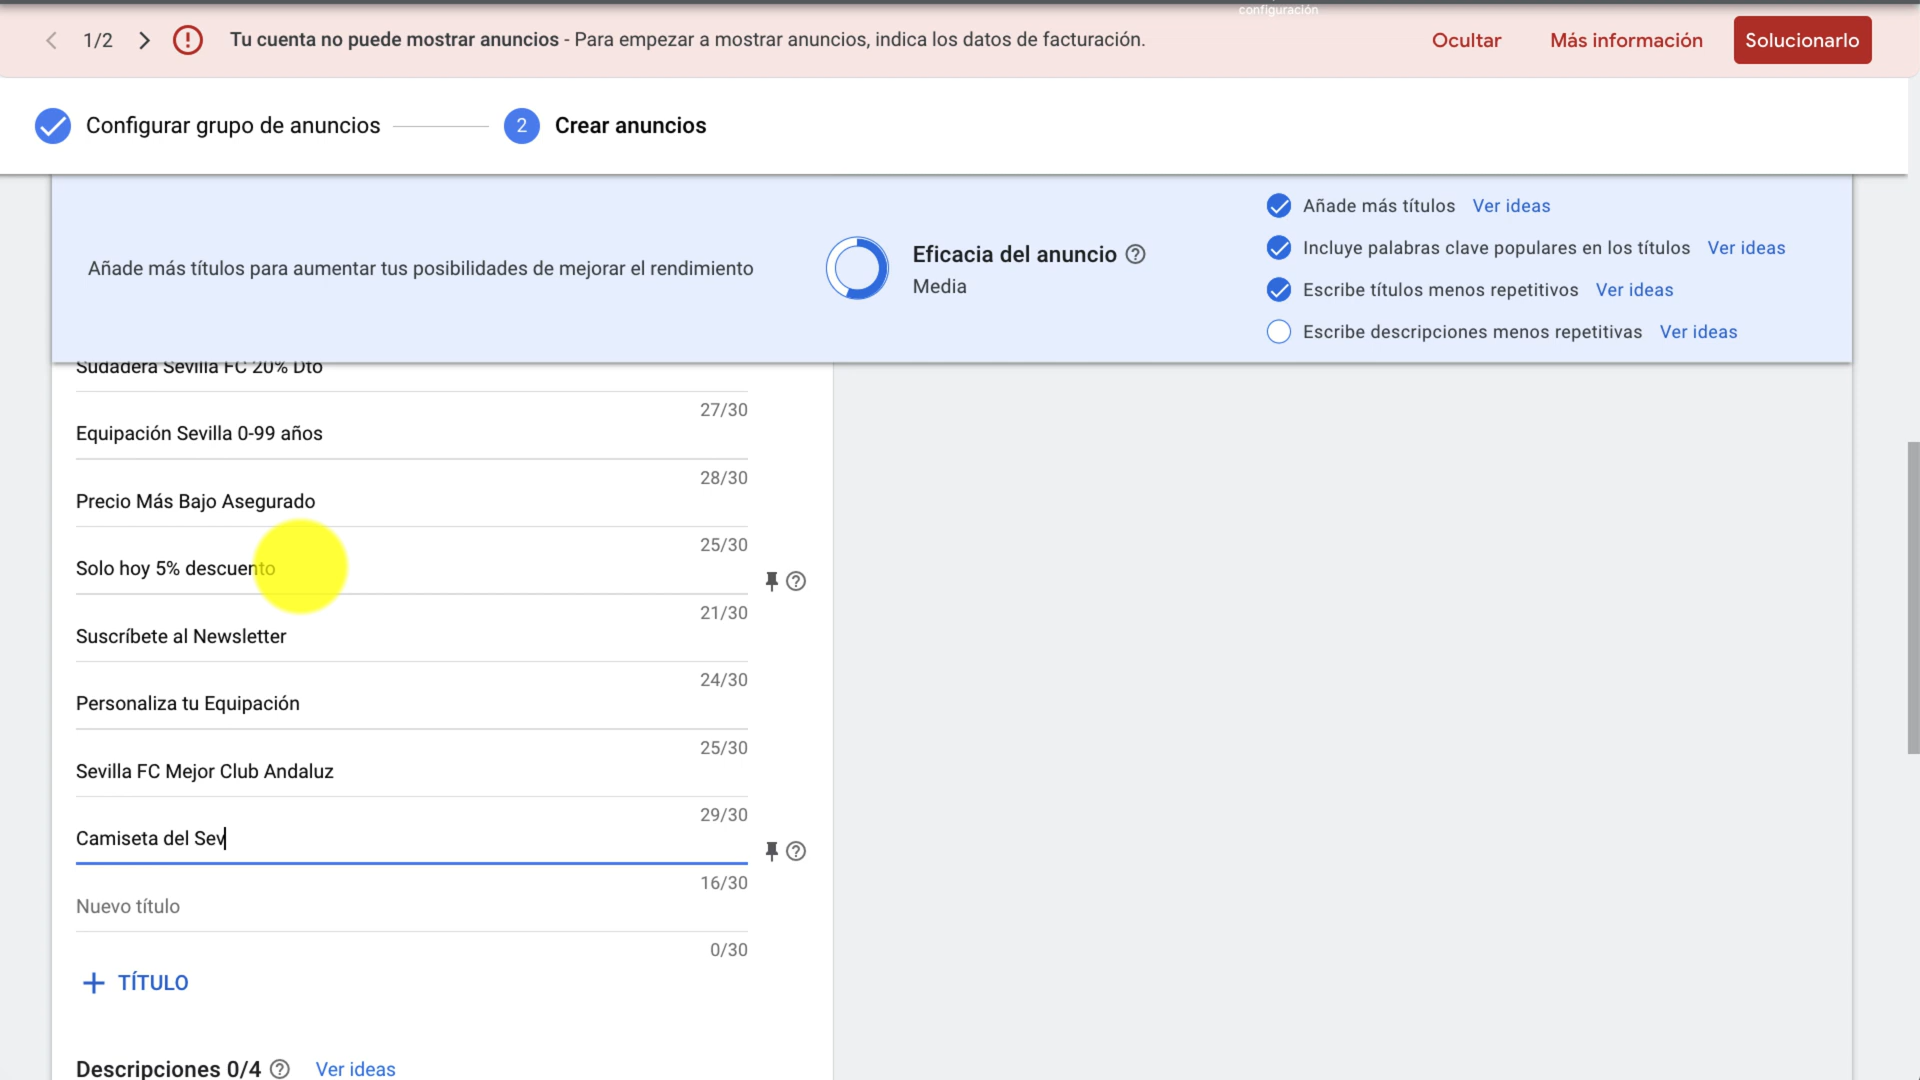 configuración
1/2
Tu cuenta no puede mostrar anuncios - Para empezar a mostrar anuncios, indica los datos de facturación.
Ocultar
Más información
Solucionarlo
Configurar grupo de anuncios
2
Crear anuncios
Añade más títulos para aumentar tus posibilidades de mejorar el rendimiento
Eficacia del anuncio
Media
Añade más títulos Ver ideas
Incluye palabras clave populares en los títulos Ver ideas
Escribe títulos menos repetitivos Ver ideas
Escribe descripciones menos repetitivas Ver ideas
Sudadera Sevilla FC 20% Dto
27/30
Equipación Sevilla 0-99 años
28/30
Precio Más Bajo Asegurado
25/30
Solo hoy 5% descuento
21/30
Suscríbete al Newsletter
24/30
Personaliza tu Equipación
25/30
Sevilla FC Mejor Club Andaluz
29/30
Camiseta del Sev
16/30
Nuevo título
0/30
+ TÍTULO
Descripciones 0/4
Ver ideas